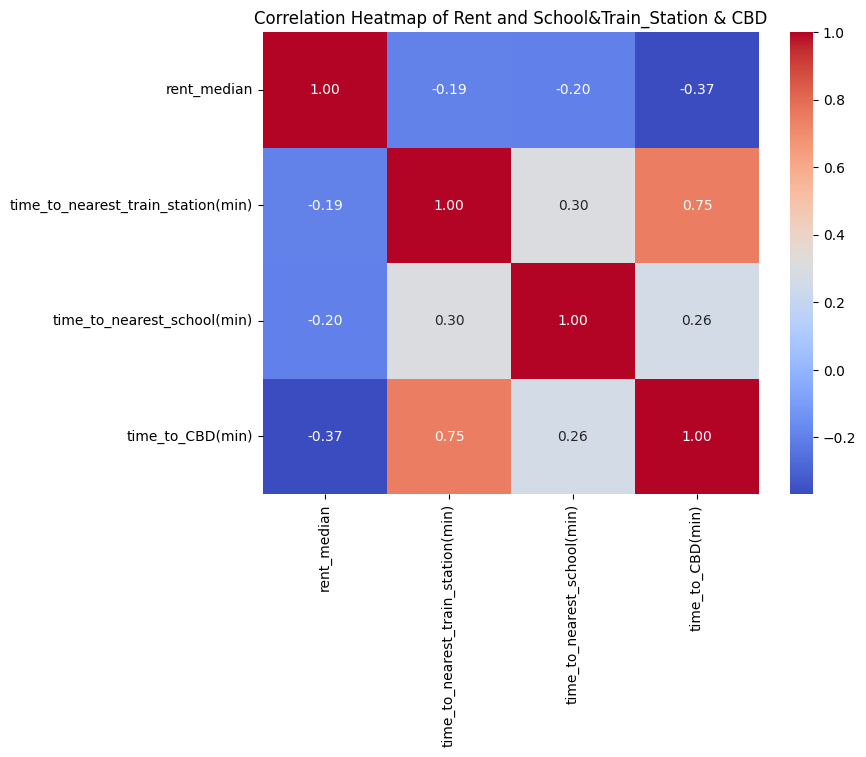 Correlation Heatmap of Rent and School&Train_Station & CBD
rent_median
1.00 -0.19 -0.20 -0.37
time_to_nearest_train_station(min)
-0.19 1.00 0.30 0.75
time_to_nearest_school(min)
-0.20 0.30 1.00 0.26
time_to_CBD(min)
-0.37 0.75 0.26 1.00
rent_median
time_to_nearest_train_station(min)
time_to_nearest_school(min)
time_to_CBD(min)
1.0
0.8
0.6
0.4
0.2
0.0
−0.2